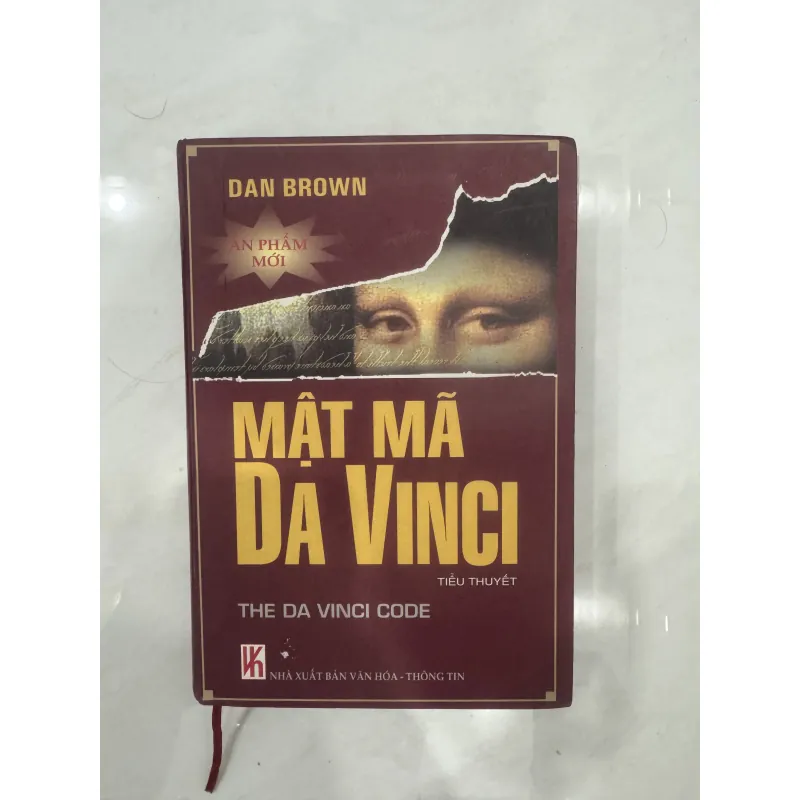 DAN BROWN
ẤN PHẨM
MỚI
MẬT MÃ
DA VINCI
TIỂU THUYẾT
THE DA VINCI CODE
NHÀ XUẤT BẢN VĂN HÓA - THÔNG TIN